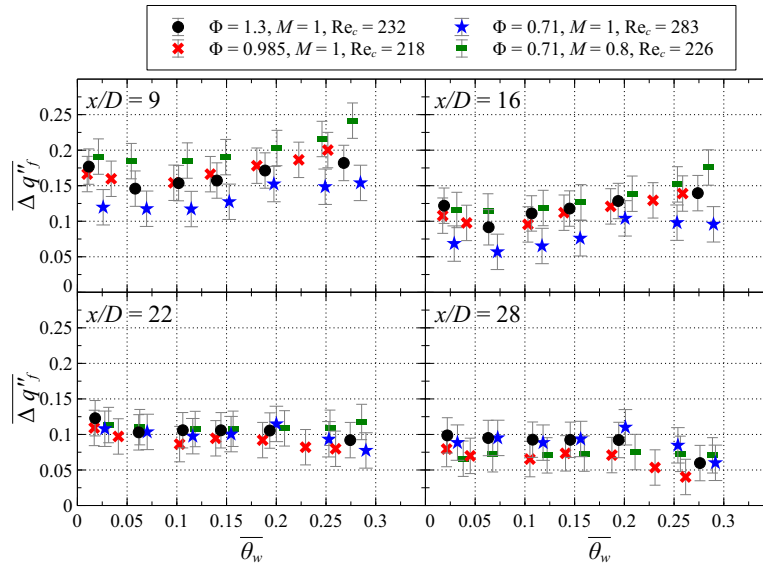 Φ = 1.3, M = 1, Re_c = 232
Φ = 0.71, M = 1, Re_c = 283
Φ = 0.985, M = 1, Re_c = 218
Φ = 0.71, M = 0.8, Re_c = 226
x/D = 9
x/D = 16
0.25
0.2
0.15
0.1
0.05
0
Δq″_f
x/D = 22
x/D = 28
0.25
0.2
0.15
0.1
0.05
0
Δq″_f
0 0.05 0.1 0.15 0.2 0.25 0.3
0 0.05 0.1 0.15 0.2 0.25 0.3
θ_w
θ_w